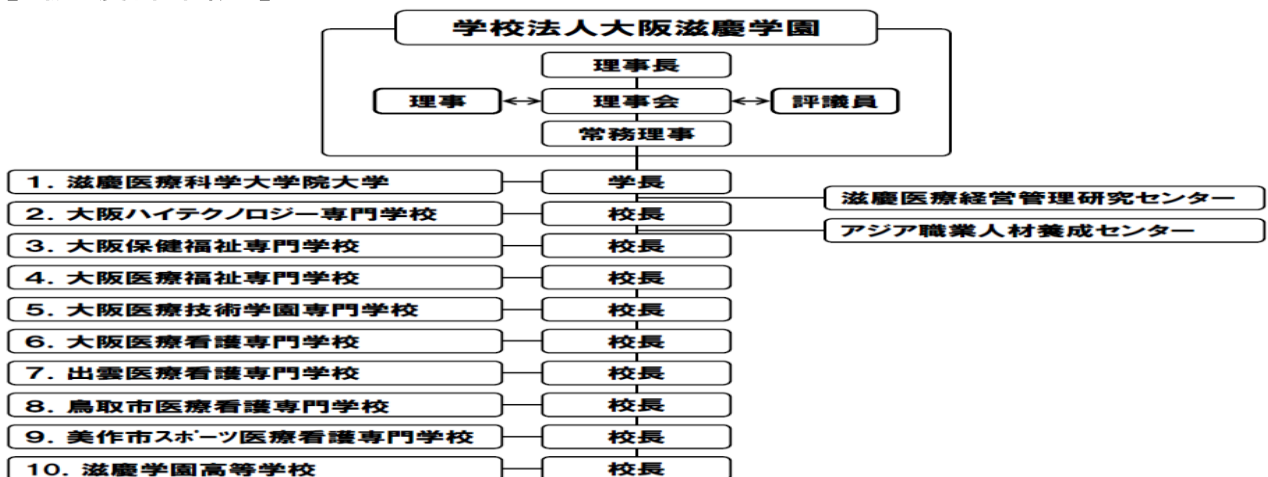 学校法人大阪滋慶学園
理事長
理事 ↔ 理事会 ↔ 評議員
常務理事
1. 滋慶医療科学大学院大学 学長
滋慶医療経営管理研究センター
2. 大阪ハイテクノロジー専門学校 校長
アジア職業人材養成センター
3. 大阪保健福祉専門学校 校長
4. 大阪医療福祉専門学校 校長
5. 大阪医療技術学園専門学校 校長
6. 大阪医療看護専門学校 校長
7. 出雲医療看護専門学校 校長
8. 鳥取市医療看護専門学校 校長
9. 美作市スポーツ医療看護専門学校 校長
10. 滋慶学園高等学校 校長